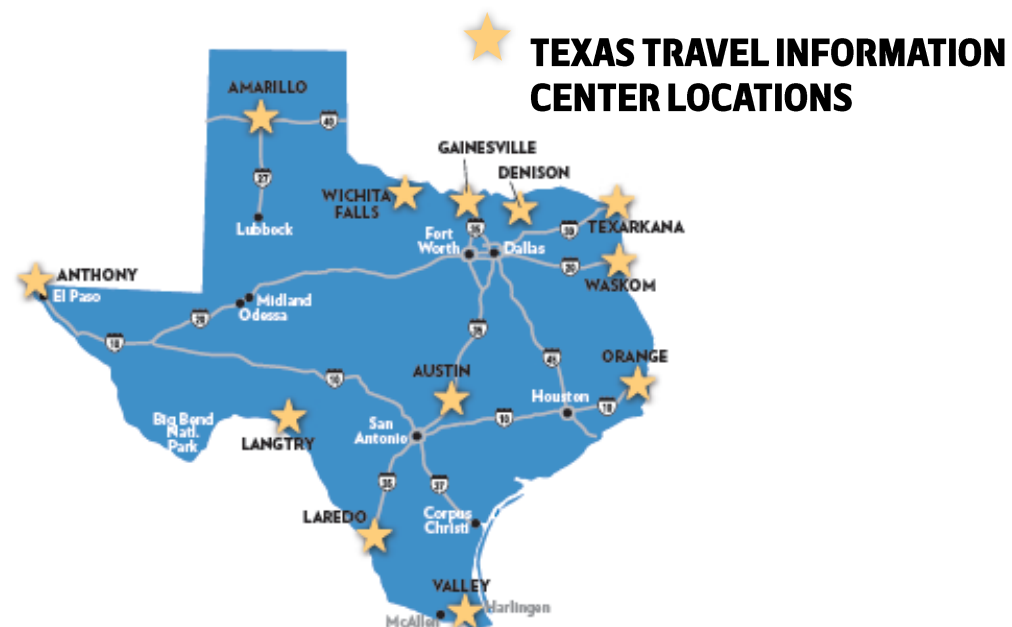 TEXAS TRAVEL INFORMATION
CENTER LOCATIONS
AMARILLO
40
27
Lubbock
GAINESVILLE
DENISON
WICHITA
FALLS
35
30
TEXARKANA
Fort
Worth
Dallas
20
WASKOM
ANTHONY
El Paso
Midland
Odessa
20
10
35
45
ORANGE
10
AUSTIN
Houston
10
10
Big Bend
Natl.
Park
San
Antonio
LANGTRY
35
37
LAREDO
Corpus
Christi
VALLEY
Harlingen
McAllen